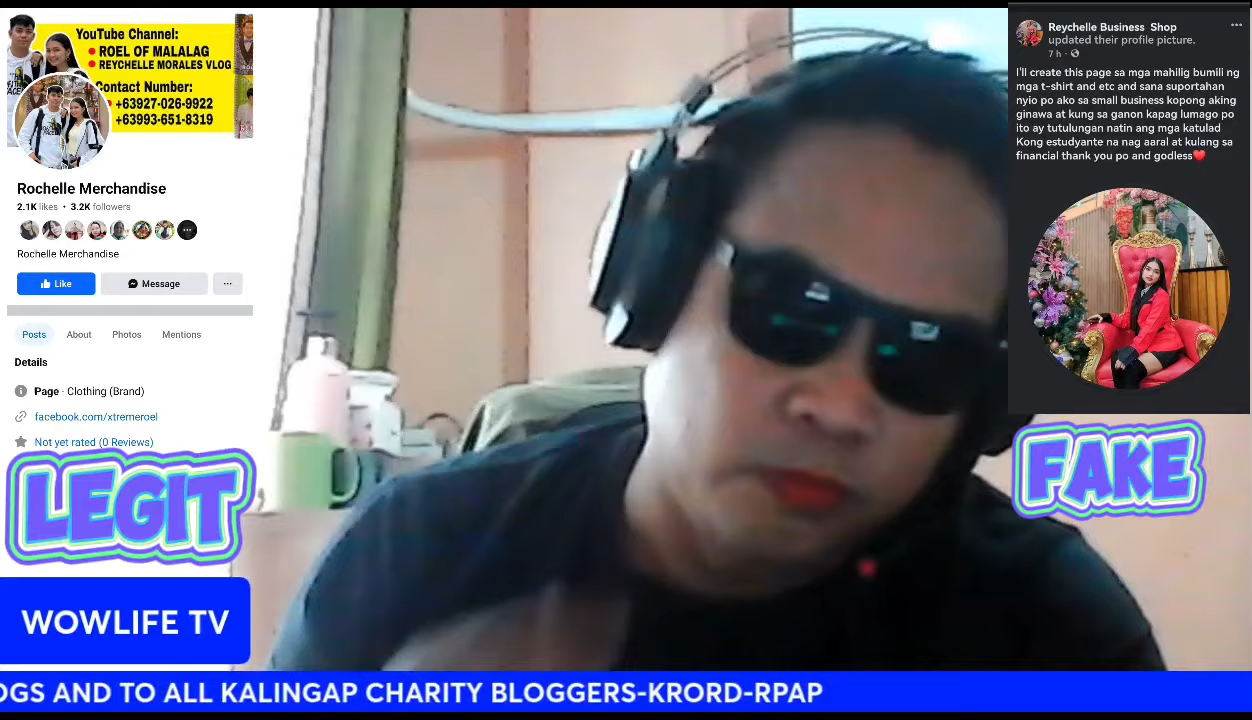 YouTube Channel:
ROEL OF MALALAG
REYCHELLE MORALES VLOG
Contact Number:
+63927-026-9922
+63993-651-8319
Rochelle Merchandise
2.1K likes • 3.2K followers
Rochelle Merchandise
Like
Message
Posts
About
Photos
Mentions
Details
Page · Clothing (Brand)
facebook.com/xtremeroel
Not yet rated (0 Reviews)
LEGIT
WOWLIFE TV
Reychelle Business Shop
updated their profile picture.
7 h ·
I'll create this page sa mga mahilig bumili ng
mga t-shirt and etc and sana suportahan
nyio po ako sa small business kopong aking
ginawa at kung sa ganon kapag lumago po
ito ay tutulungan natin ang mga katulad
Kong estudyante na nag aaral at kulang sa
financial thank you po and godless❤️
FAKE
OGS AND TO ALL KALINGAP CHARITY BLOGGERS-KRORD-RPAP